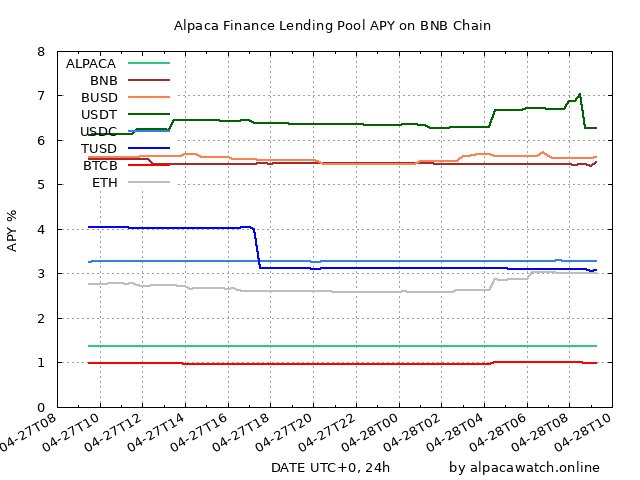 Alpaca Finance Lending Pool APY on BNB Chain
8
7
6
5
4
3
2
1
0
APY %
ALPACA
BNB
BUSD
USDT
USDC
TUSD
BTCB
ETH
04-27T08
04-27T10
04-27T12
04-27T14
04-27T16
04-27T18
04-27T20
04-27T22
04-28T00
04-28T02
04-28T04
04-28T06
04-28T08
04-28T10
DATE UTC+0, 24h
by alpacawatch.online